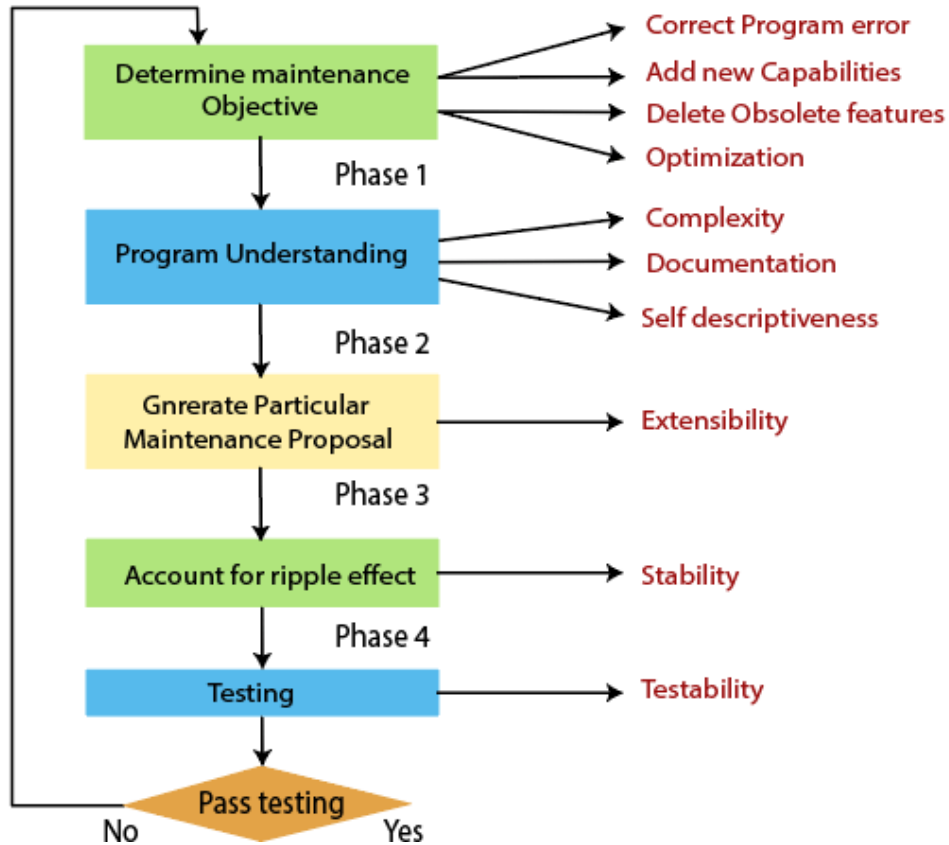 Determine maintenance
Objective
Correct Program error
Add new Capabilities
Delete Obsolete features
Optimization
Phase 1
Program Understanding
Complexity
Documentation
Self descriptiveness
Phase 2
Gnrerate Particular
Maintenance Proposal
Extensibility
Phase 3
Account for ripple effect
Stability
Phase 4
Testing
Testability
Pass testing
No
Yes